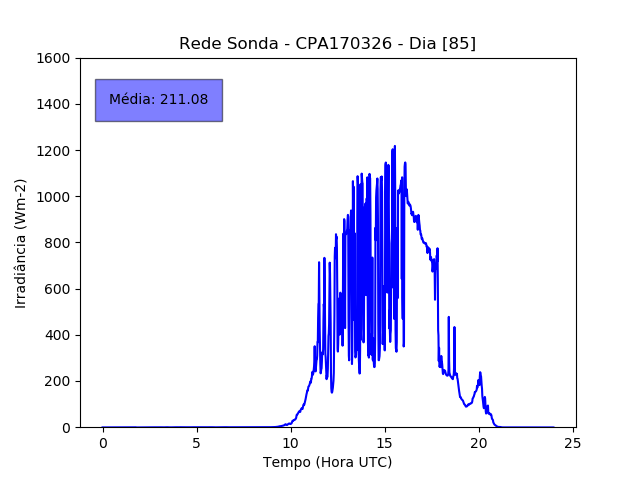 Rede Sonda - CPA170326 - Dia [85]
1600
1400
1200
1000
800
600
400
200
0
Irradiância (Wm-2)
Média: 211.08
0 5 10 15 20 25
Tempo (Hora UTC)